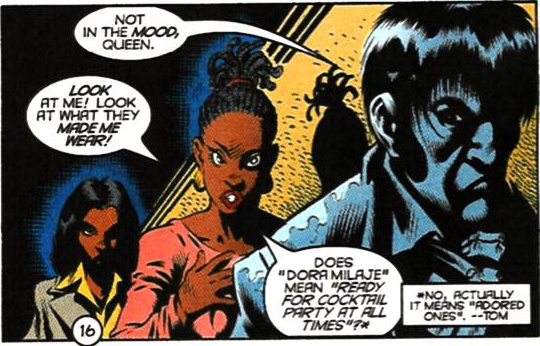 NOT
IN THE MOOD,
QUEEN.
LOOK
AT ME! LOOK
AT WHAT THEY
MADE ME
WEAR!
DOES
"DORA MILAJE"
MEAN "READY
FOR COCKTAIL
PARTY AT ALL
TIMES"?*
*NO, ACTUALLY
IT MEANS "ADORED
ONES". --TOM
16